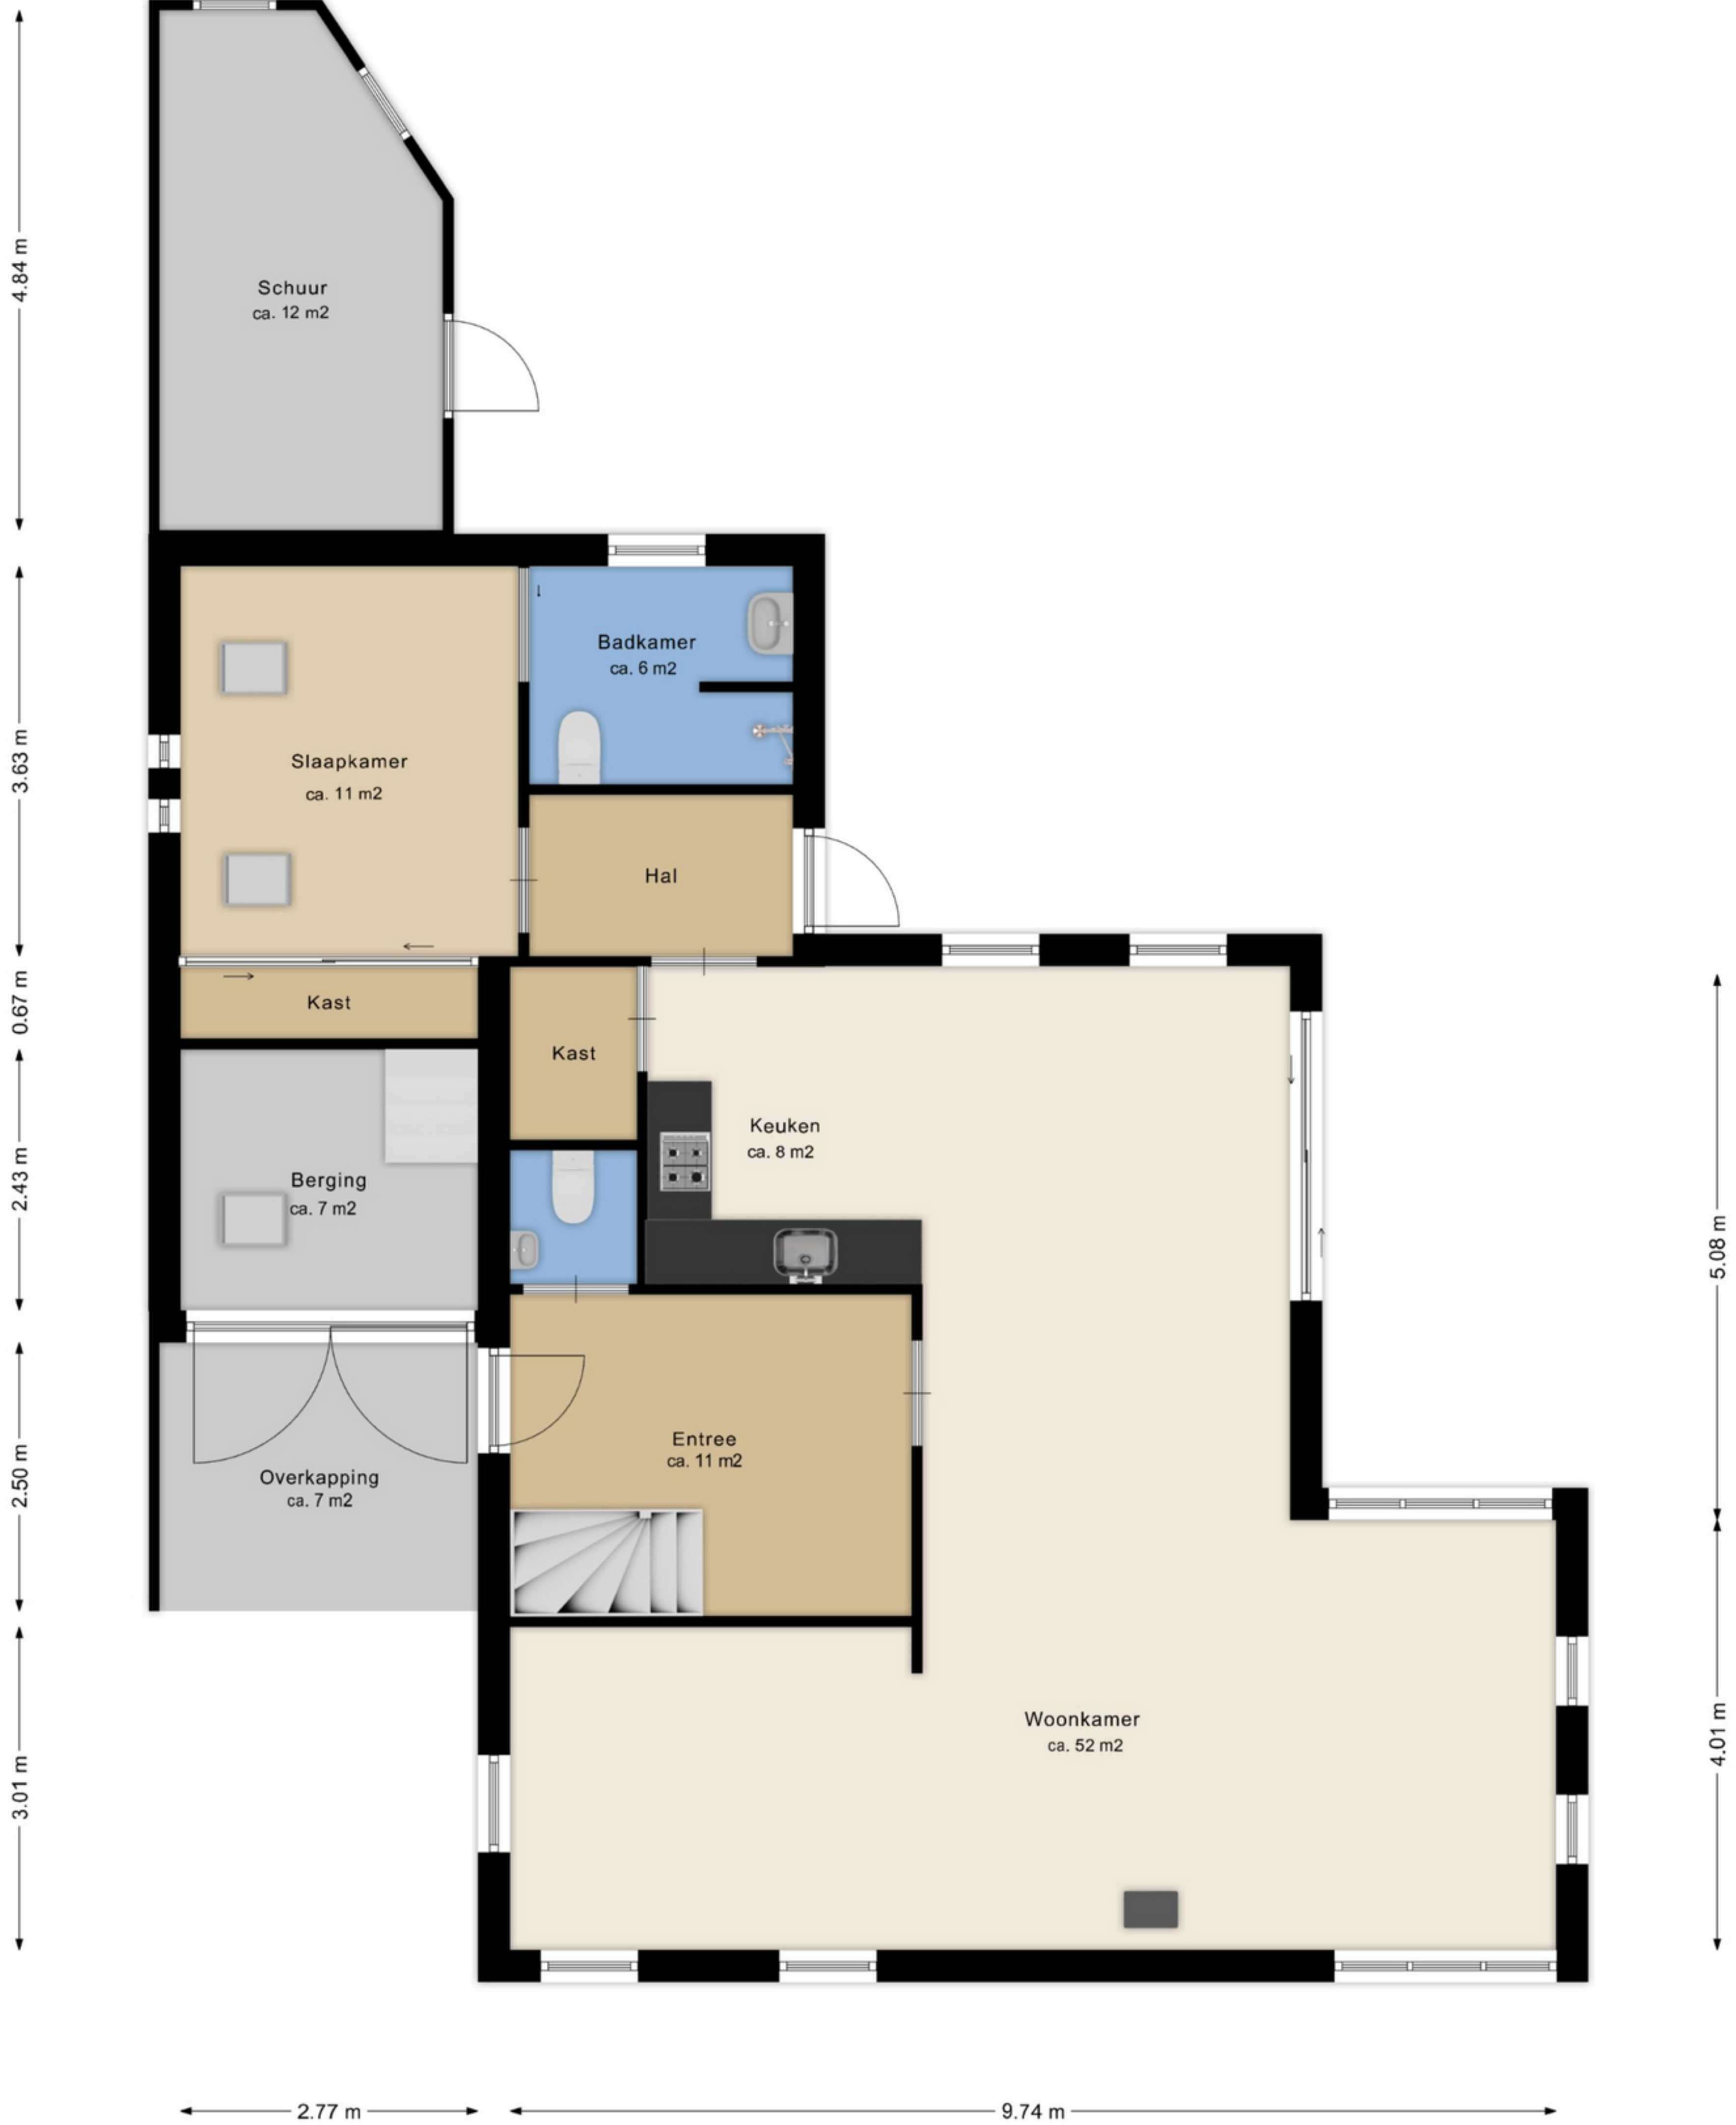 4.84 m
Schuur
ca. 12 m2
3.63 m
Badkamer
ca. 6 m2
Slaapkamer
ca. 11 m2
Hal
0.67 m
Kast
Kast
2.43 m
Keuken
ca. 8 m2
Berging
ca. 7 m2
5.08 m
2.50 m
Entree
ca. 11 m2
Overkapping
ca. 7 m2
3.01 m
Woonkamer
ca. 52 m2
4.01 m
2.77 m
9.74 m